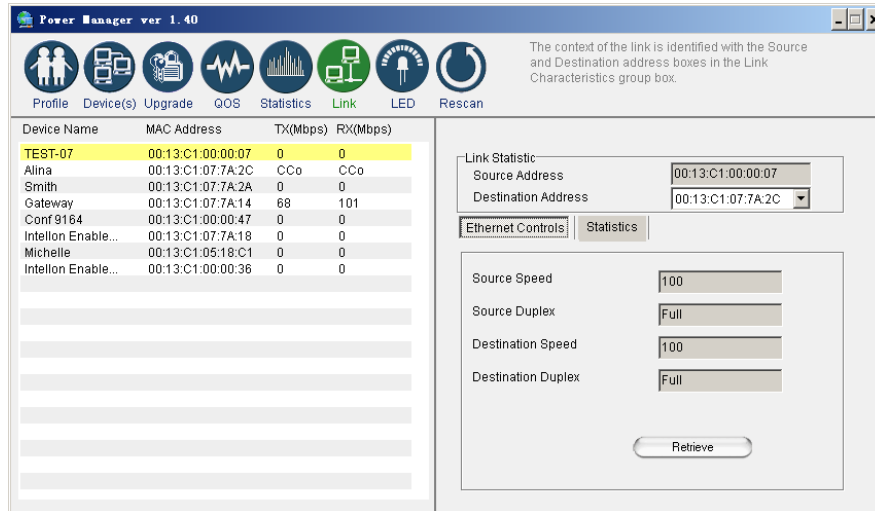 Power Manager ver 1.40
The context of the link is identified with the Source
and Destination address boxes in the Link
Characteristics group box.
Profile Device(s) Upgrade QOS Statistics Link LED Rescan
Device Name MAC Address TX(Mbps) RX(Mbps)
TEST-07 00:13:C1:00:00:07 0 0
Alina 00:13:C1:07:7A:2C CCo CCo
Smith 00:13:C1:07:7A:2A 0 0
Gateway 00:13:C1:07:7A:14 68 101
Conf 9164 00:13:C1:00:00:47 0 0
Intellon Enable... 00:13:C1:07:7A:18 0 0
Michelle 00:13:C1:05:18:C1 0 0
Intellon Enable... 00:13:C1:00:00:36 0 0
Link Statistic
Source Address 00:13:C1:00:00:07
Destination Address 00:13:C1:07:7A:2C
Ethernet Controls Statistics
Source Speed 100
Source Duplex Full
Destination Speed 100
Destination Duplex Full
Retrieve